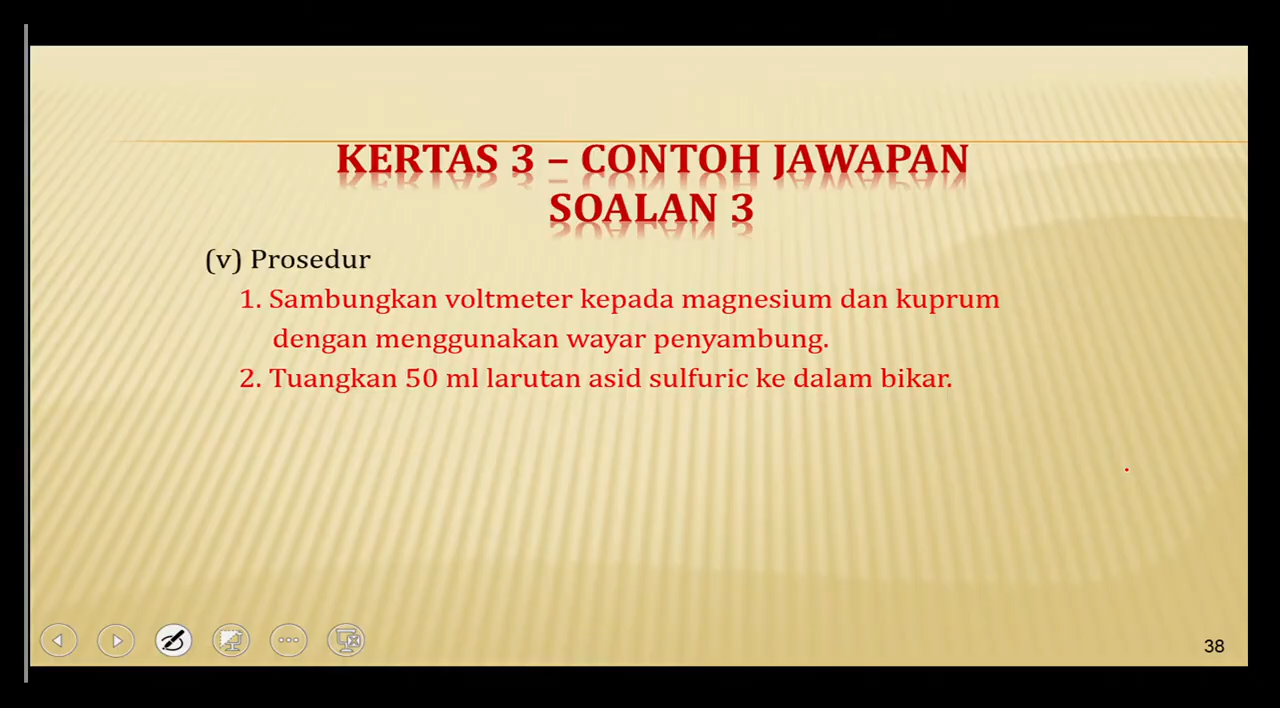 KERTAS 3 – CONTOH JAWAPAN
SOALAN 3
(v) Prosedur
1. Sambungkan voltmeter kepada magnesium dan kuprum
dengan menggunakan wayar penyambung.
2. Tuangkan 50 ml larutan asid sulfuric ke dalam bikar.
38